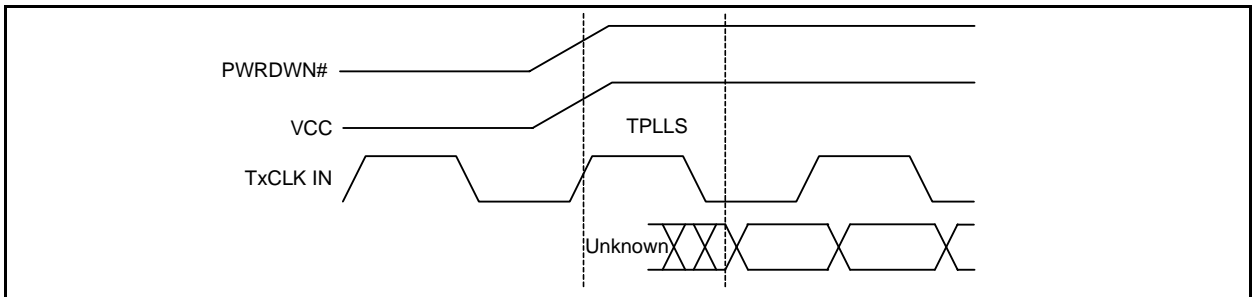 PWRDWN#
VCC
TPLLS
TxCLK IN
Unknown